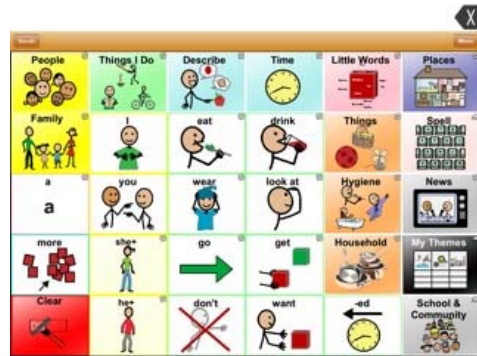 People
Things I Do
Describe
Time
Little Words
Places
Family
I
eat
drink
Things
Spell
a
a
you
wear
look at
Hygiene
News
more
she+
go
get
Household
My Themes
Clear
he+
don't
want
-ed
School &
Community